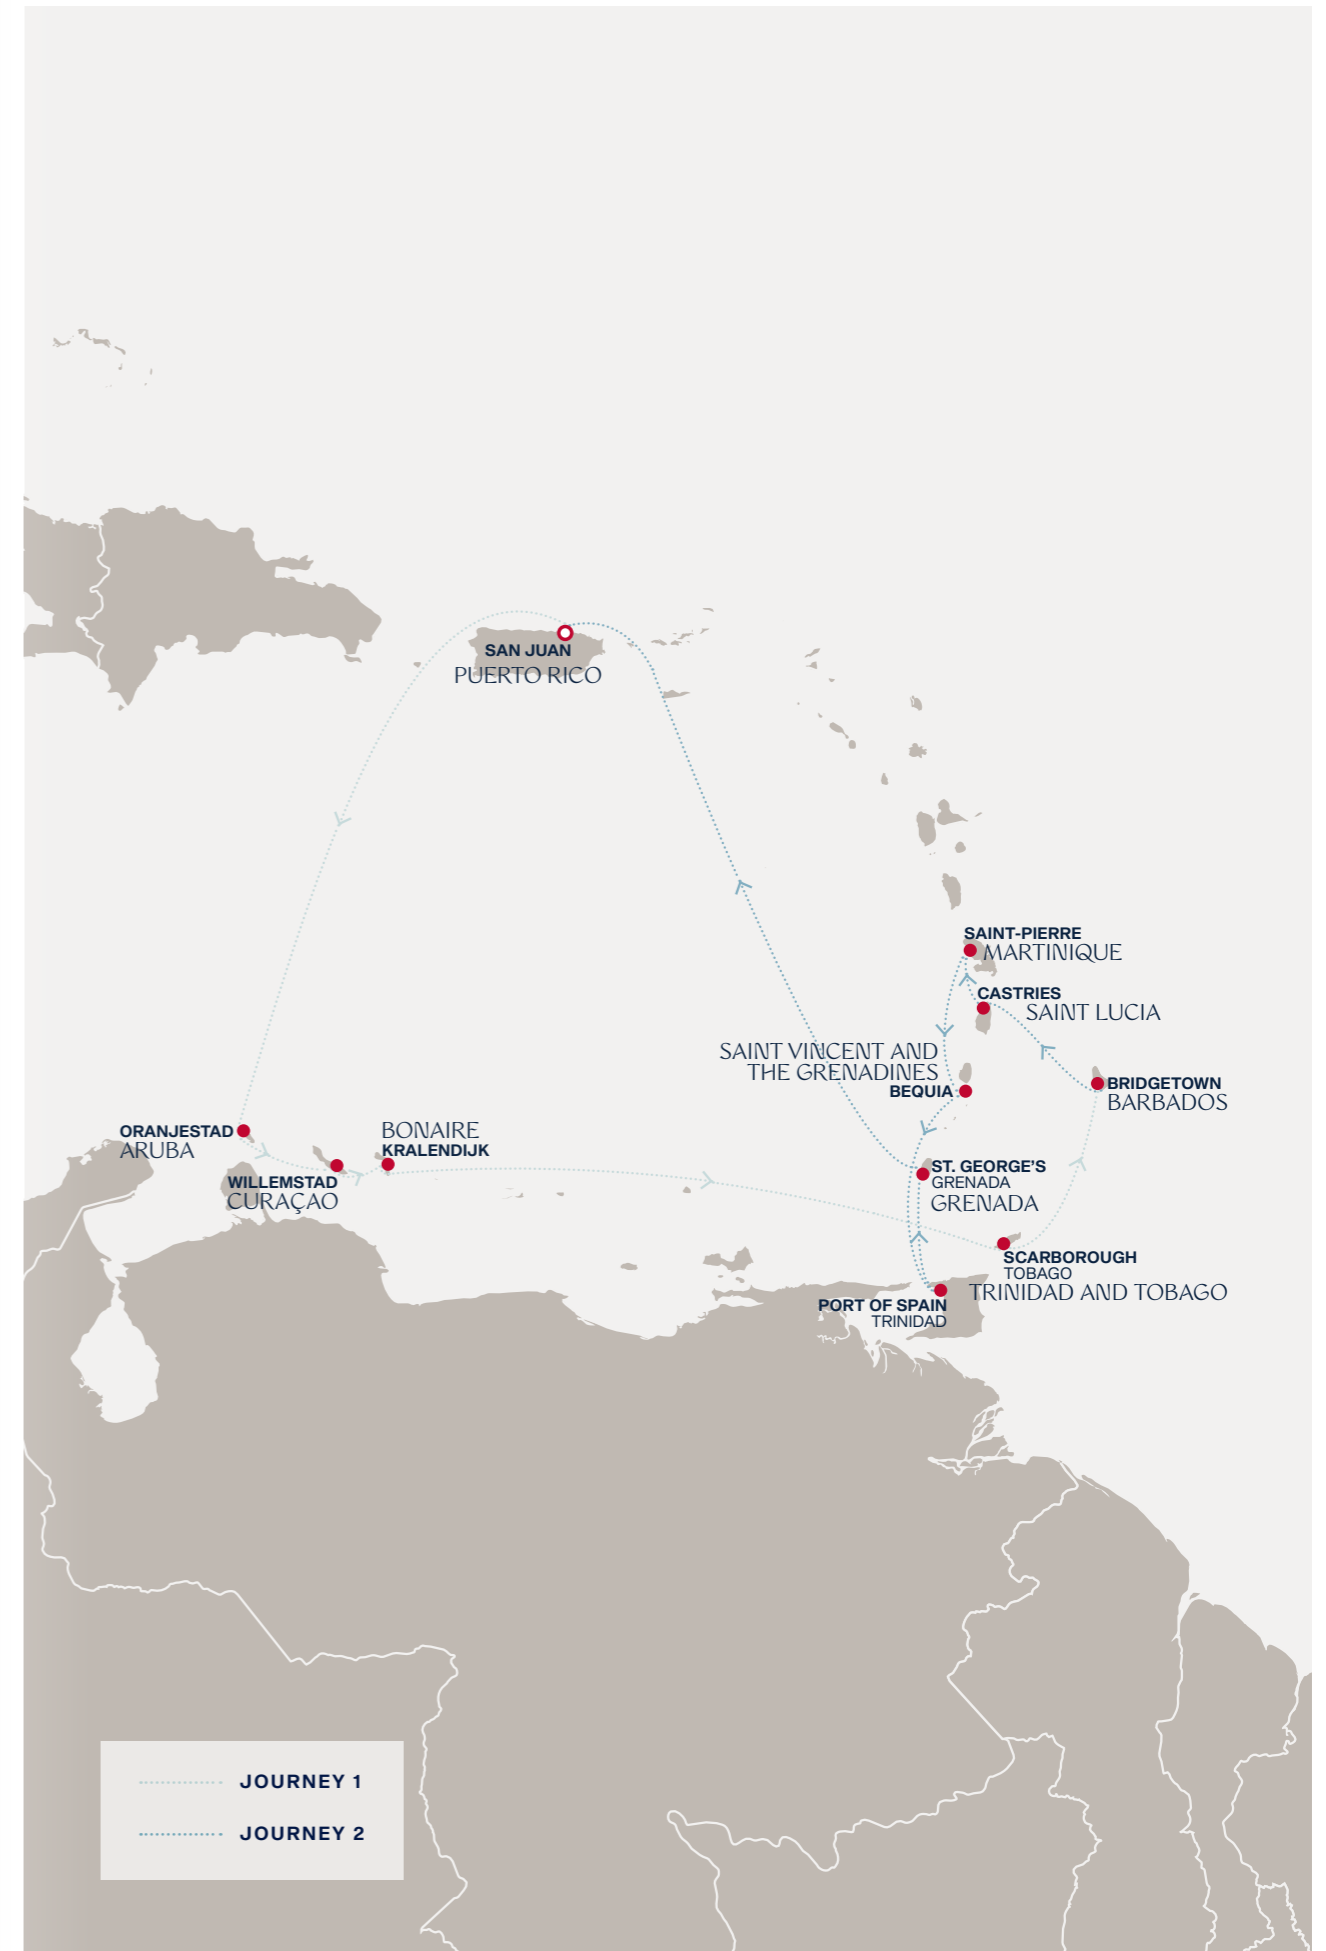 SAN JUAN
PUERTO RICO
SAINT-PIERRE
MARTINIQUE
CASTRIES
SAINT LUCIA
SAINT VINCENT AND
THE GRENADINES
BEQUIA
BRIDGETOWN
BARBADOS
ORANJESTAD
ARUBA
BONAIRE
KRALENDIJK
WILLEMSTAD
CURAÇAO
ST. GEORGE'S
GRENADA
GRENADA
SCARBOROUGH
TOBAGO
TRINIDAD AND TOBAGO
PORT OF SPAIN
TRINIDAD
JOURNEY 1
JOURNEY 2